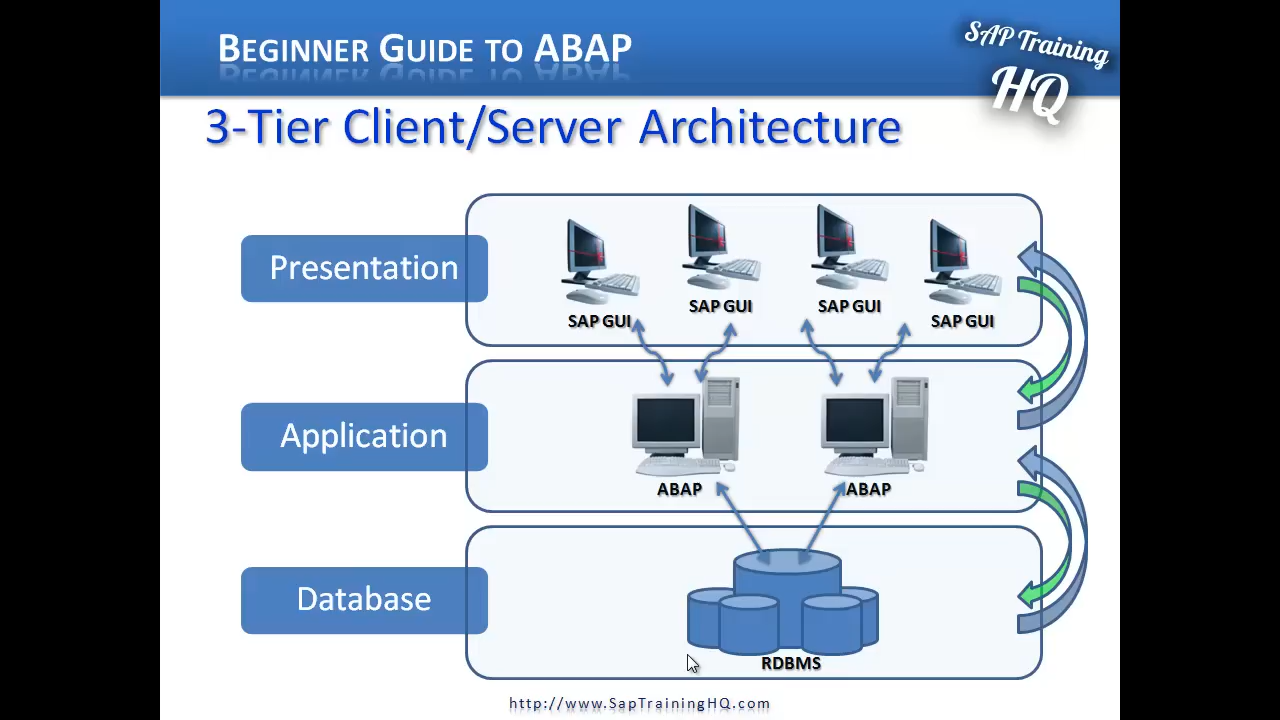 BEGINNER GUIDE TO ABAP
SAP Training
HQ
3-Tier Client/Server Architecture
Presentation
SAP GUI
SAP GUI
SAP GUI
SAP GUI
Application
ABAP
ABAP
Database
RDBMS
http://www.SapTrainingHQ.com